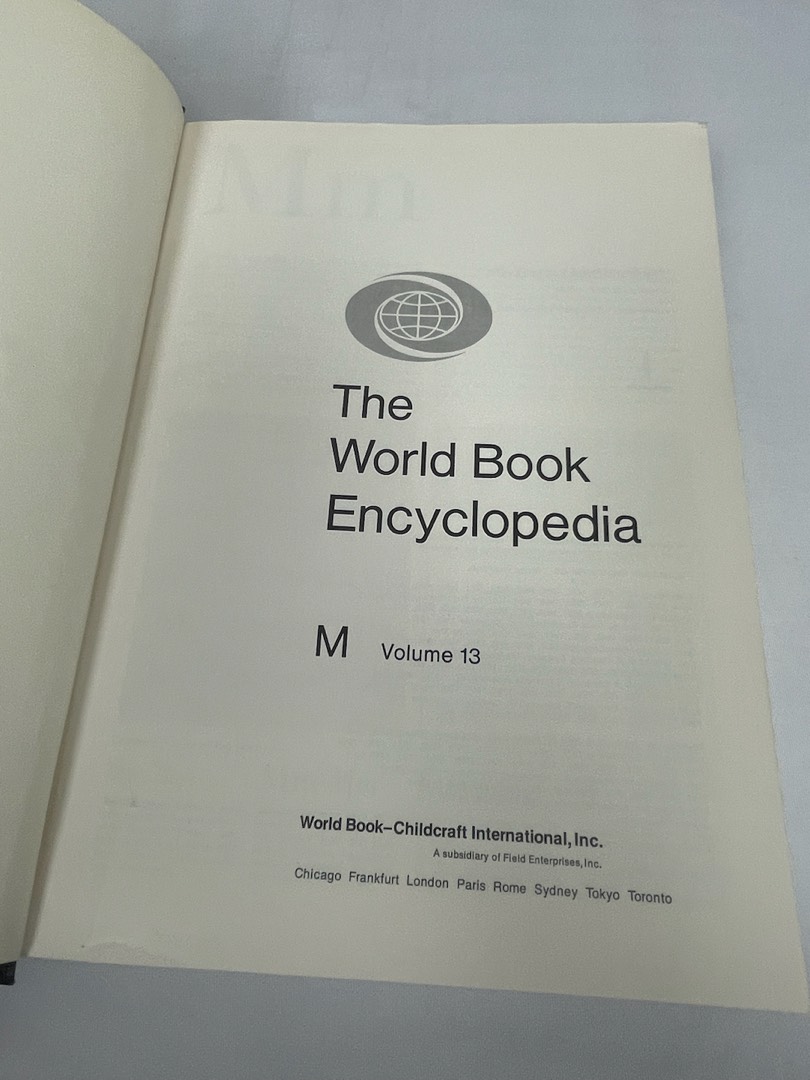 Mm
The
World Book
Encyclopedia
M Volume 13
World Book–Childcraft International, Inc.
A subsidiary of Field Enterprises, Inc.
Chicago Frankfurt London Paris Rome Sydney Tokyo Toronto